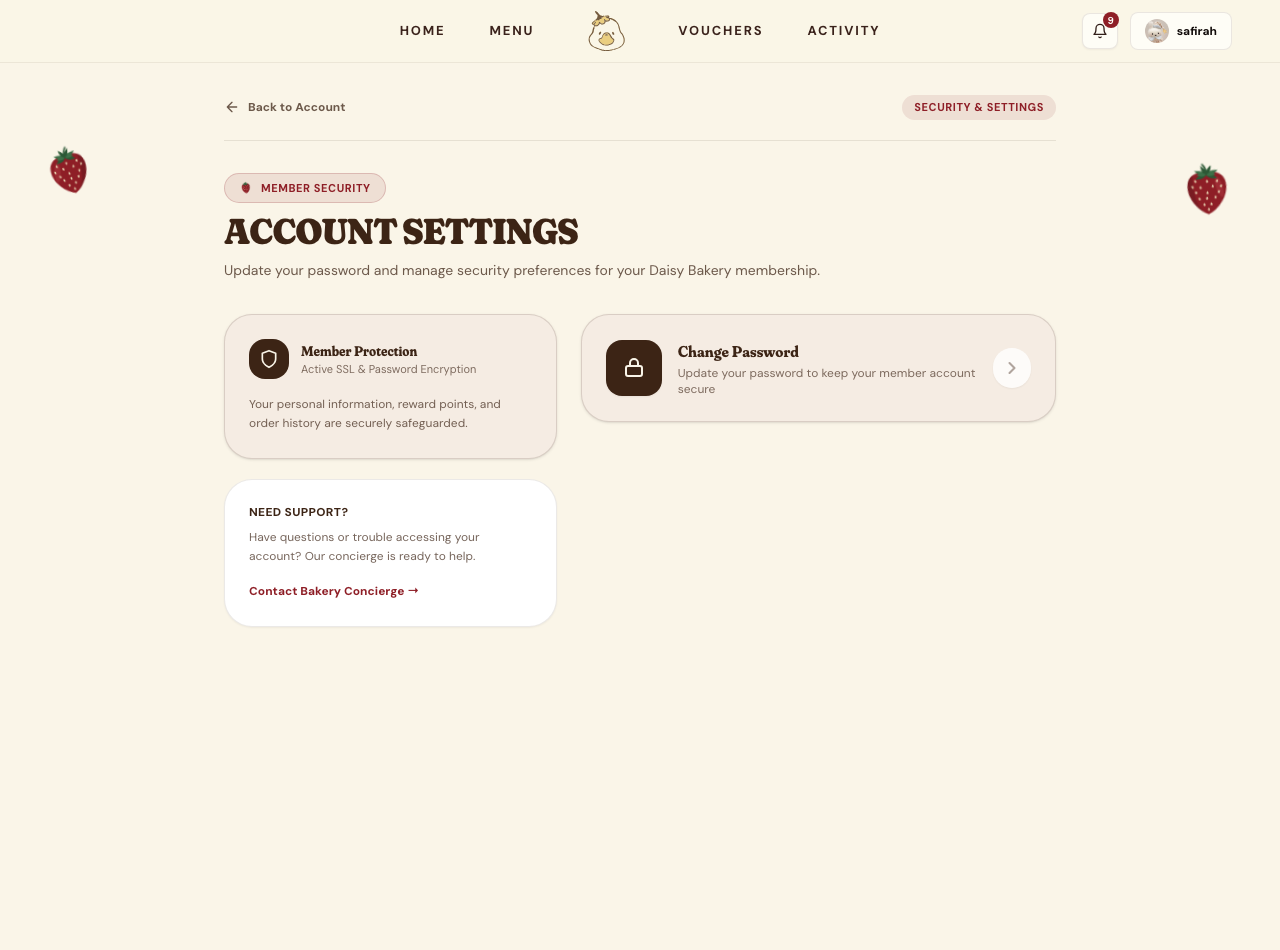 HOME
MENU
VOUCHERS
ACTIVITY
9
safirah
Back to Account
SECURITY & SETTINGS
MEMBER SECURITY
ACCOUNT SETTINGS
Update your password and manage security preferences for your Daisy Bakery membership.
Member Protection
Active SSL & Password Encryption
Your personal information, reward points, and
order history are securely safeguarded.
Change Password
Update your password to keep your member account
secure
NEED SUPPORT?
Have questions or trouble accessing your
account? Our concierge is ready to help.
Contact Bakery Concierge →